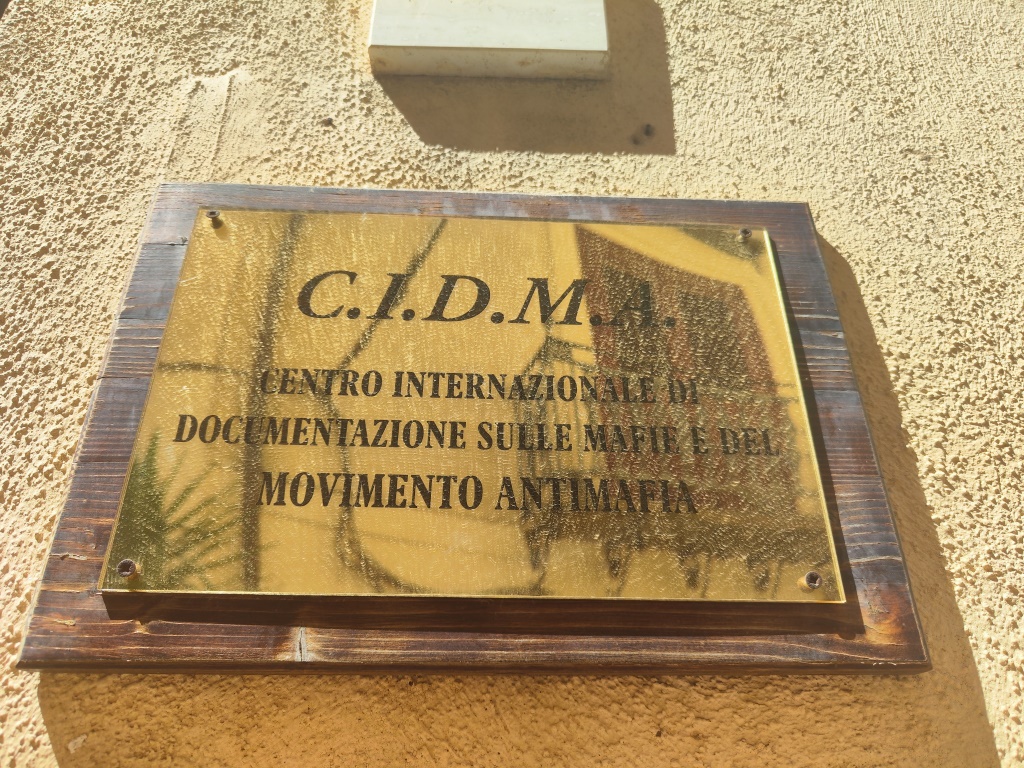 C.I.D.M.A.
CENTRO INTERNAZIONALE DI
DOCUMENTAZIONE SULLE MAFIE E DEL
MOVIMENTO ANTIMAFIA